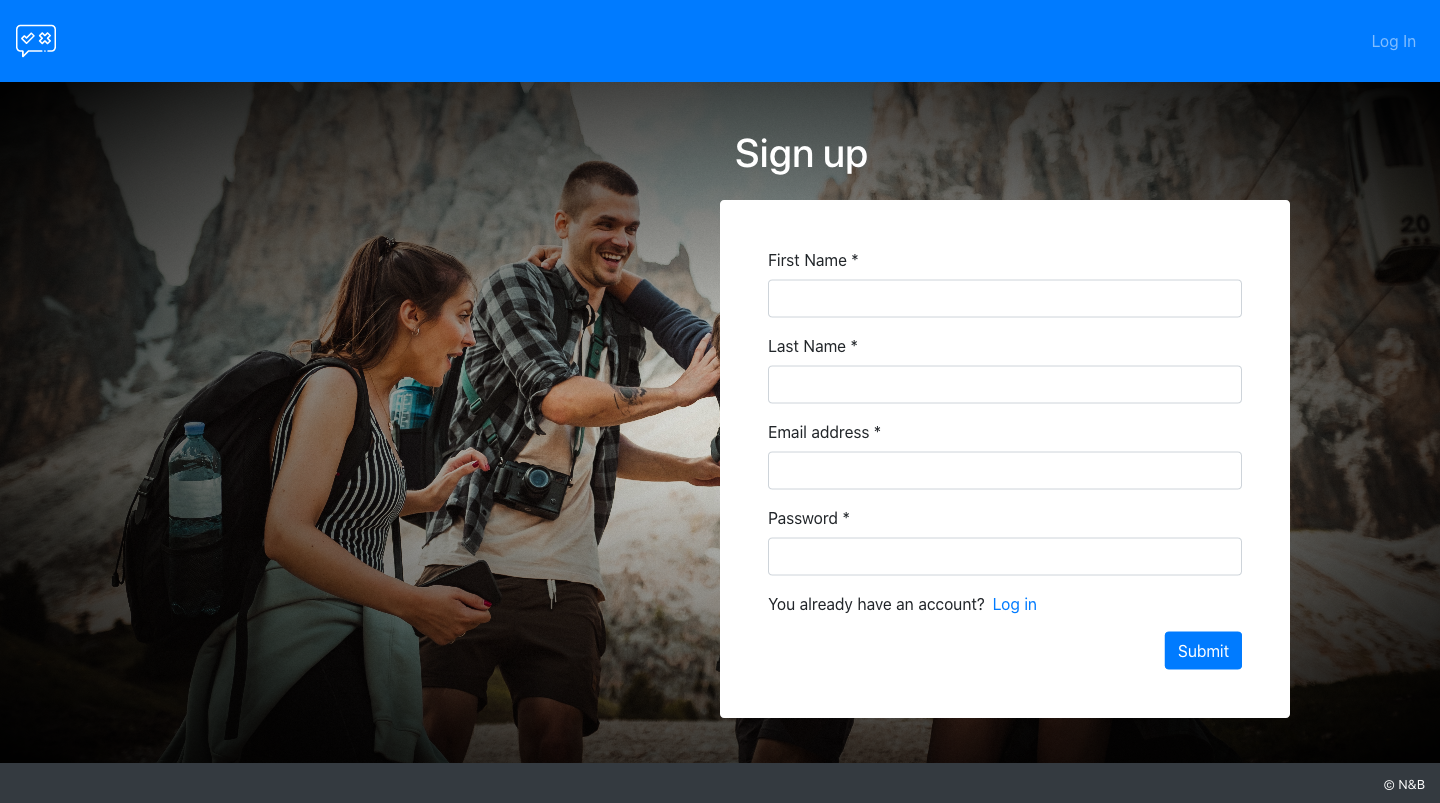 Log In
Sign up
20
First Name *
Last Name *
Email address *
Password *
You already have an account? Log in
Submit
© N&B